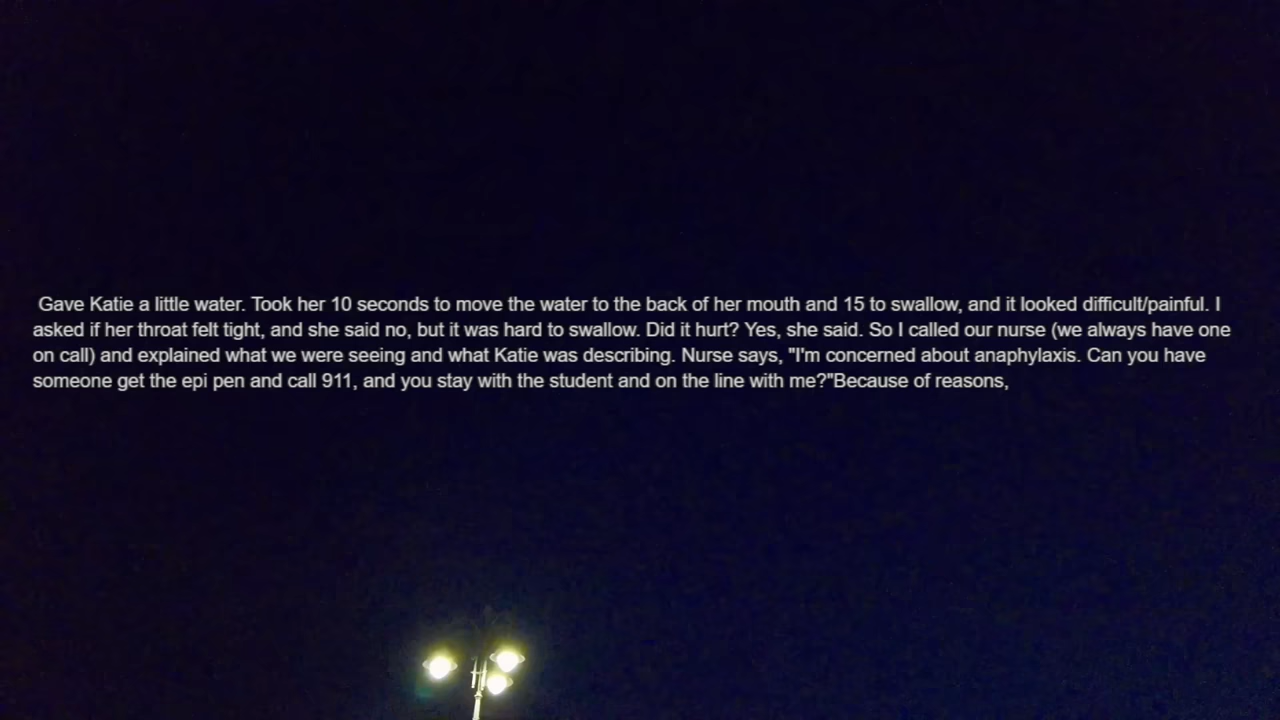 Gave Katie a little water. Took her 10 seconds to move the water to the back of her mouth and 15 to swallow, and it looked difficult/painful. I
asked if her throat felt tight, and she said no, but it was hard to swallow. Did it hurt? Yes, she said. So I called our nurse (we always have one
on call) and explained what we were seeing and what Katie was describing. Nurse says, "I'm concerned about anaphylaxis. Can you have
someone get the epi pen and call 911, and you stay with the student and on the line with me?"Because of reasons,